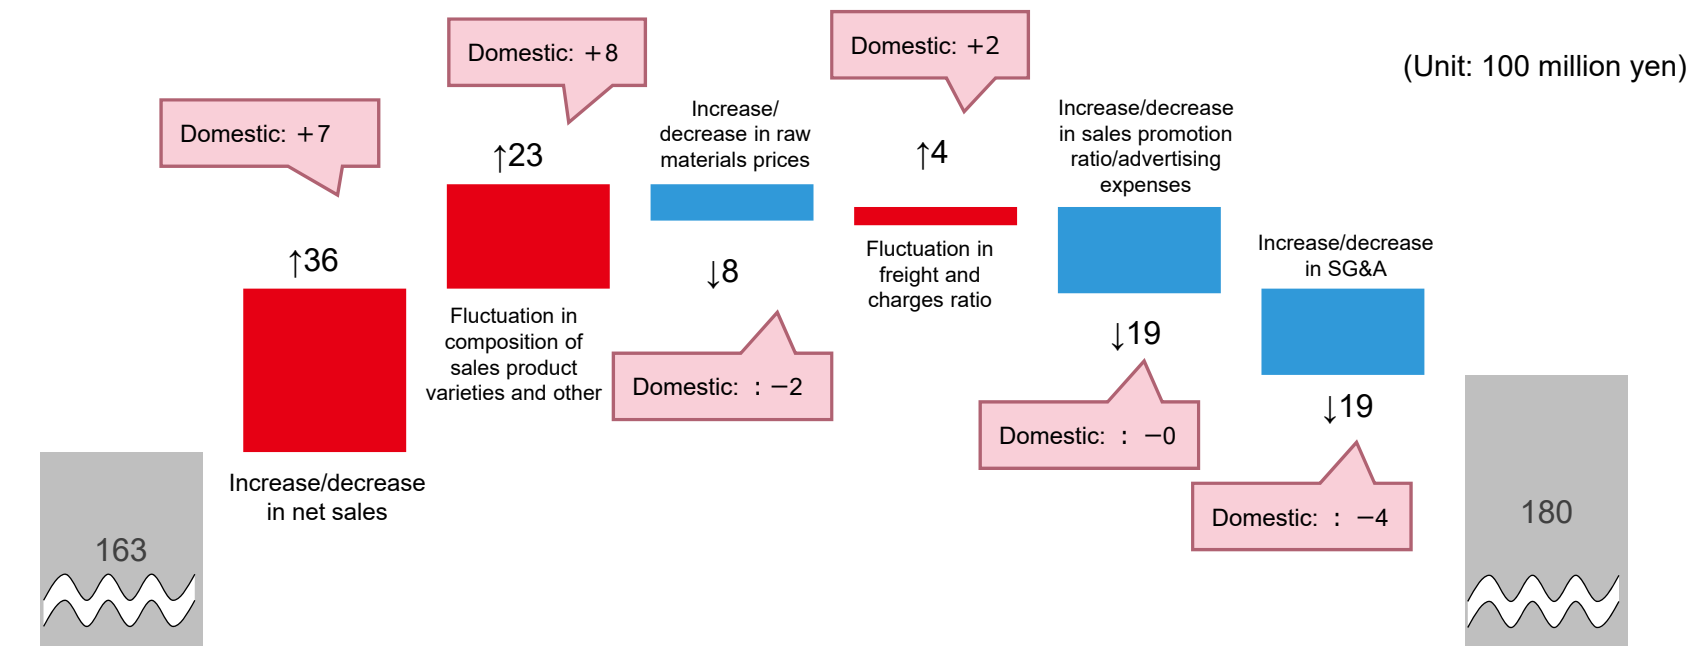 (Unit: 100 million yen)
163
Domestic: +7
↑36
Increase/decrease
in net sales
Domestic: +8
↑23
Fluctuation in
composition of
sales product
varieties and other
Increase/
decrease in raw
materials prices
↓8
Domestic: : −2
Domestic: +2
↑4
Fluctuation in
freight and
charges ratio
Increase/decrease
in sales promotion
ratio/advertising
expenses
↓19
Domestic: : −0
Increase/decrease
in SG&A
↓19
Domestic: : −4
180